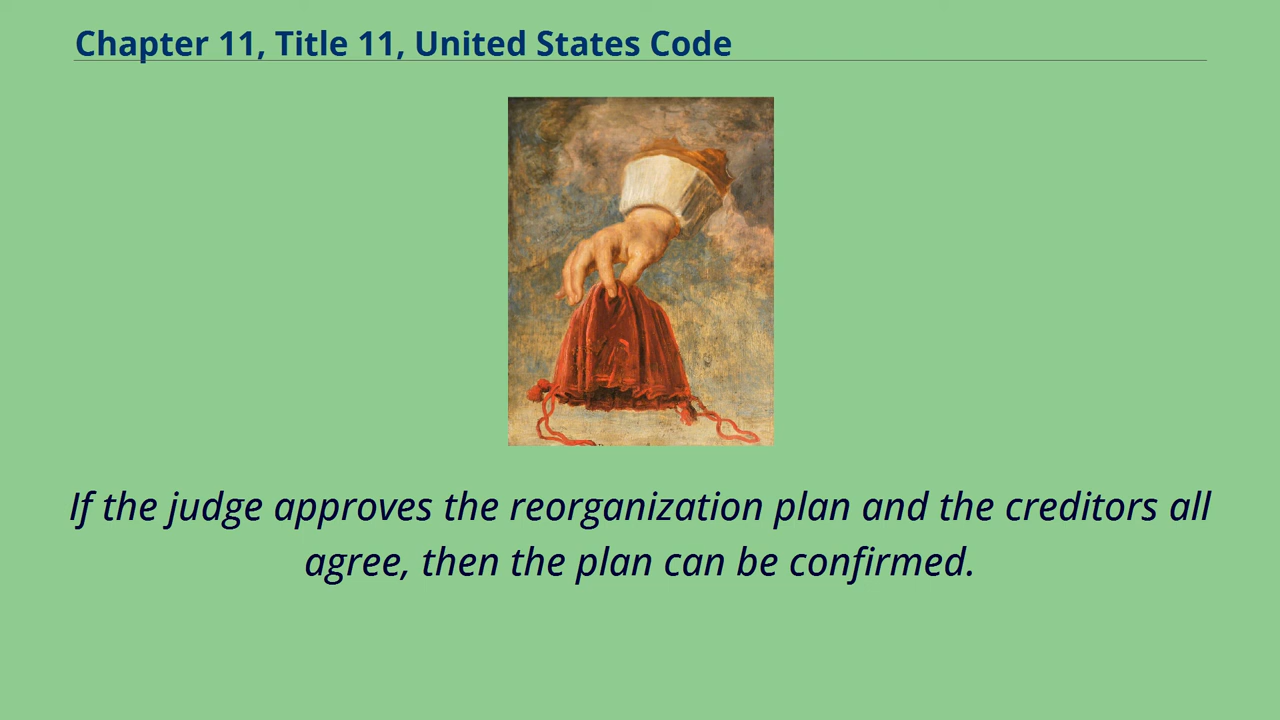 Chapter 11, Title 11, United States Code
If the judge approves the reorganization plan and the creditors all
agree, then the plan can be confirmed.